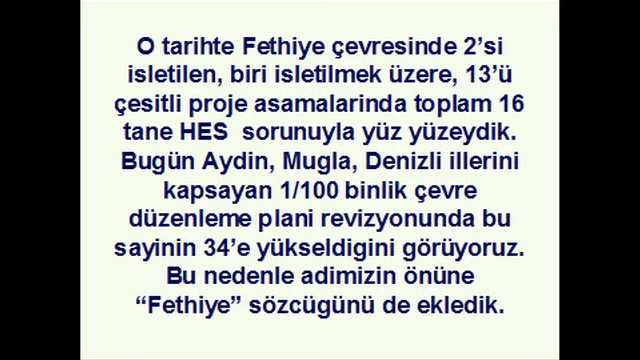 O tarihte Fethiye çevresinde 2’si
isletilen, biri isletilmek üzere, 13’ü
çesitli proje asamalarinda toplam 16
tane HES sorunuyla yüz yüzeydik.
Bugün Aydin, Mugla, Denizli illerini
kapsayan 1/100 binlik çevre
düzenleme plani revizyonunda bu
sayinin 34’e yükseldigini görüyoruz.
Bu nedenle adimizin önüne
“Fethiye” sözcügünü de ekledik.